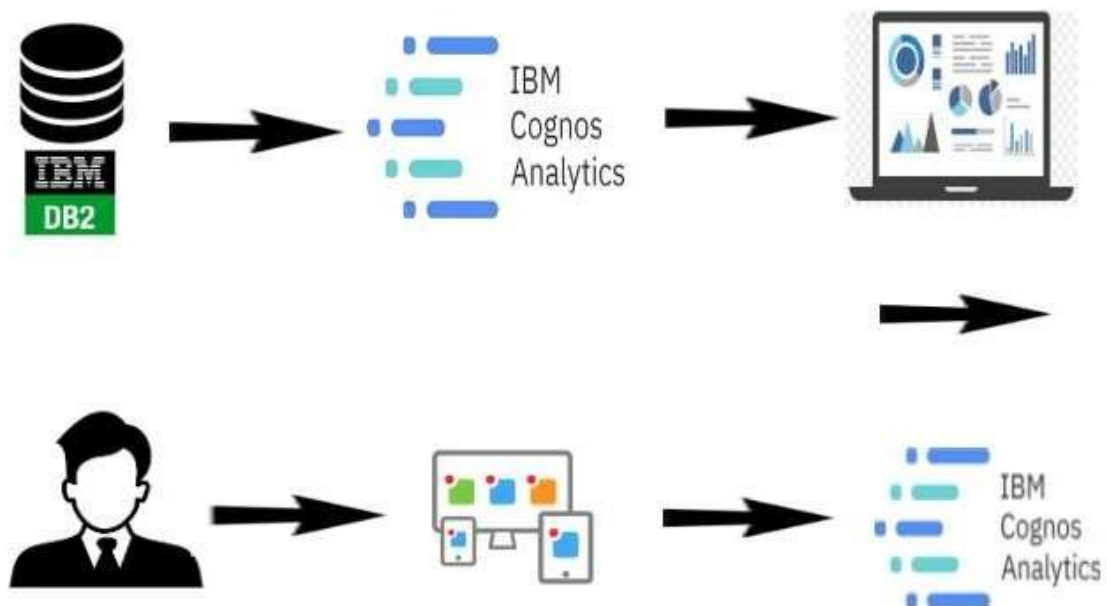 IBM
DB2
IBM
Cognos
Analytics
IBM
Cognos
Analytics